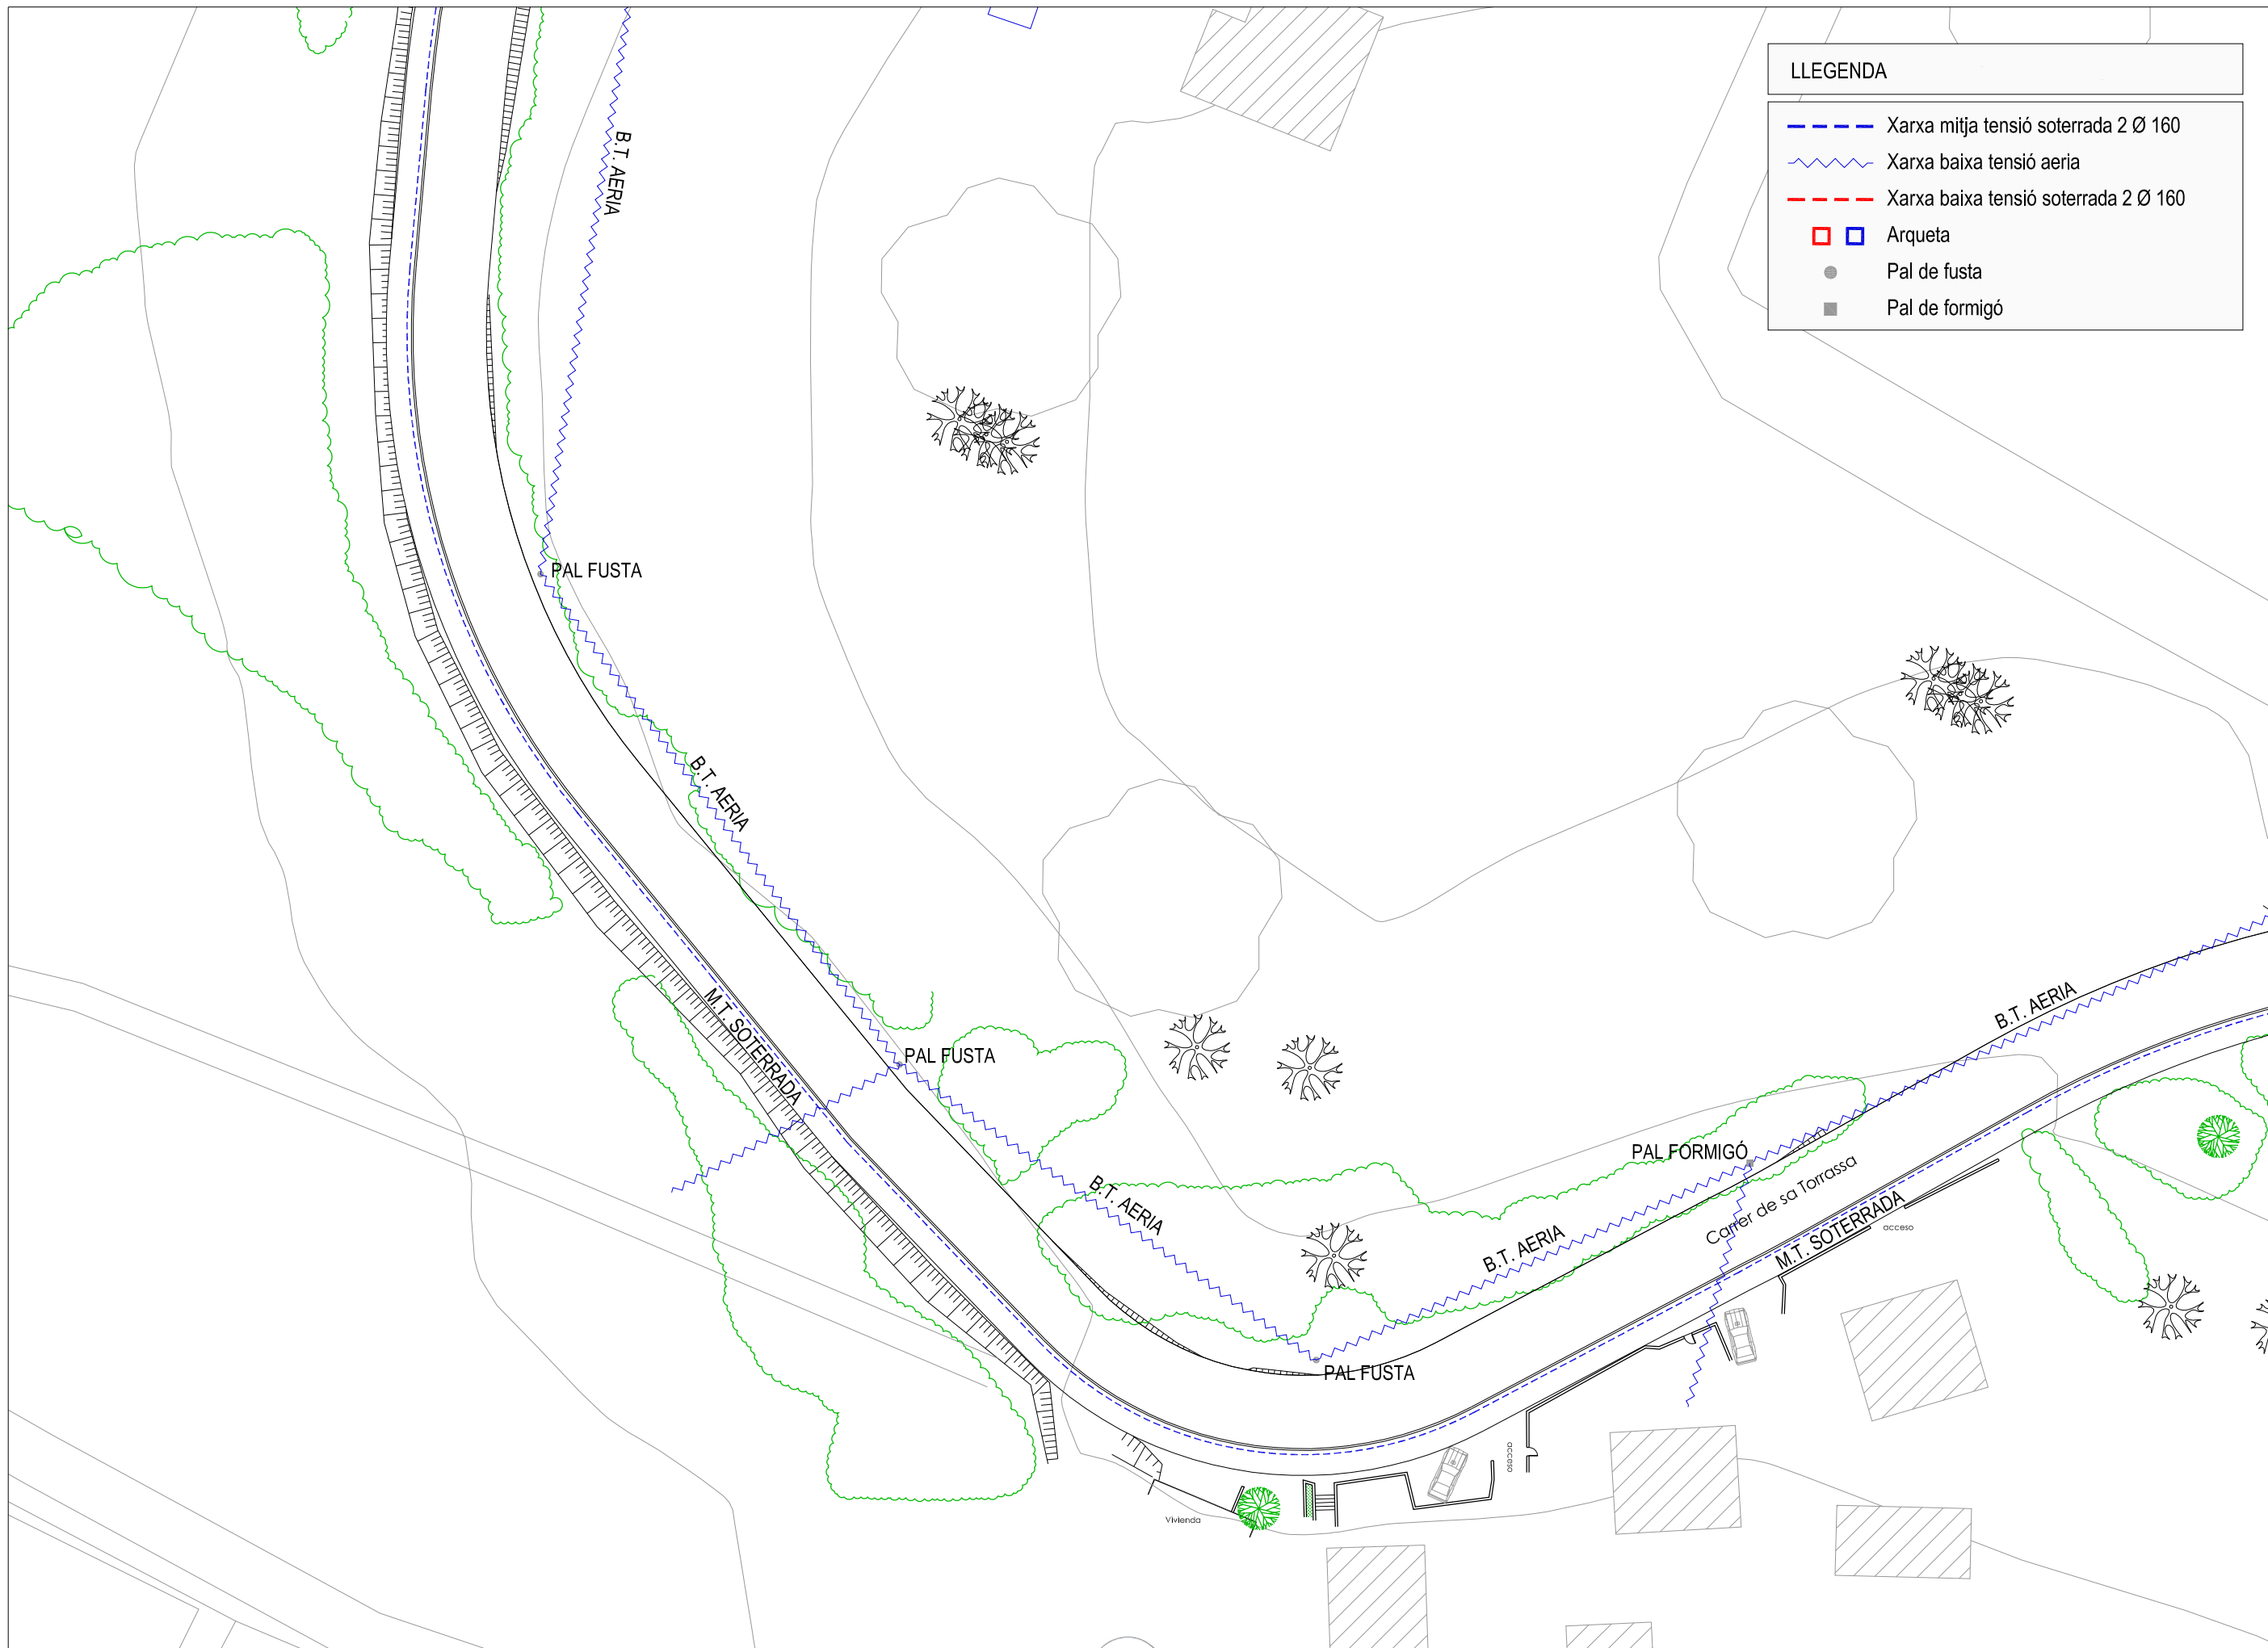 LLEGENDA
Xarxa mitja tensió soterrada 2 Ø 160
Xarxa baixa tensió aeria
Xarxa baixa tensió soterrada 2 Ø 160
Arqueta
Pal de fusta
Pal de formigó
B.T. AERIA
PAL FUSTA
B.T. AERIA
M.T. SOTERRADA
PAL FUSTA
B.T. AERIA
B.T. AERIA
PAL FORMIGÓ
Carrer de sa Torrassa
B.T. AERIA
M.T. SOTERRADA
acceso
PAL FUSTA
acceso
Vivienda